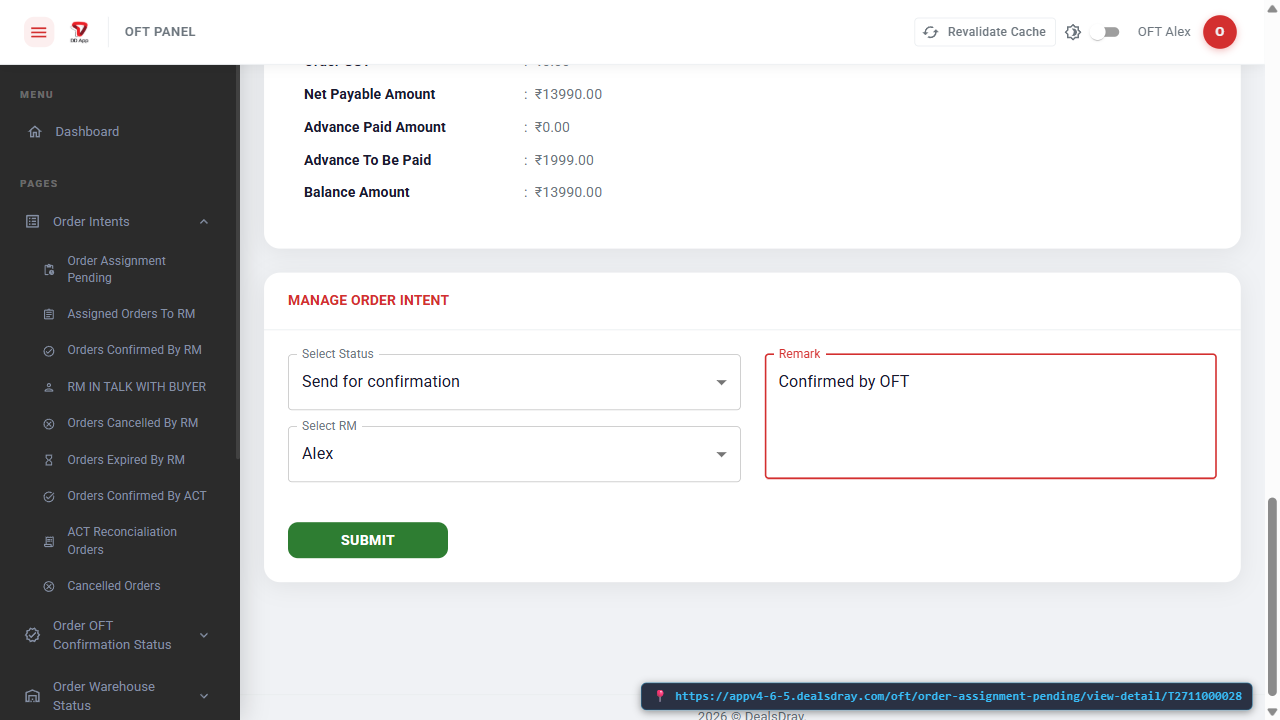 OFT PANEL
Revalidate Cache
OFT Alex
O
MENU
Dashboard
PAGES
Order Intents
Order Assignment
Pending
Assigned Orders To RM
Orders Confirmed By RM
RM IN TALK WITH BUYER
Orders Cancelled By RM
Orders Expired By RM
Orders Confirmed By ACT
ACT Reconcialiation
Orders
Cancelled Orders
Order OFT
Confirmation Status
Order Warehouse
Status
Net Payable Amount : ₹13990.00
Advance Paid Amount : ₹0.00
Advance To Be Paid : ₹1999.00
Balance Amount : ₹13990.00
MANAGE ORDER INTENT
Select Status
Send for confirmation
Select RM
Alex
Remark
Confirmed by OFT
SUBMIT
https://appv4-6-5.dealsdray.com/oft/order-assignment-pending/view-detail/T2711000028
2026 © DealsDray